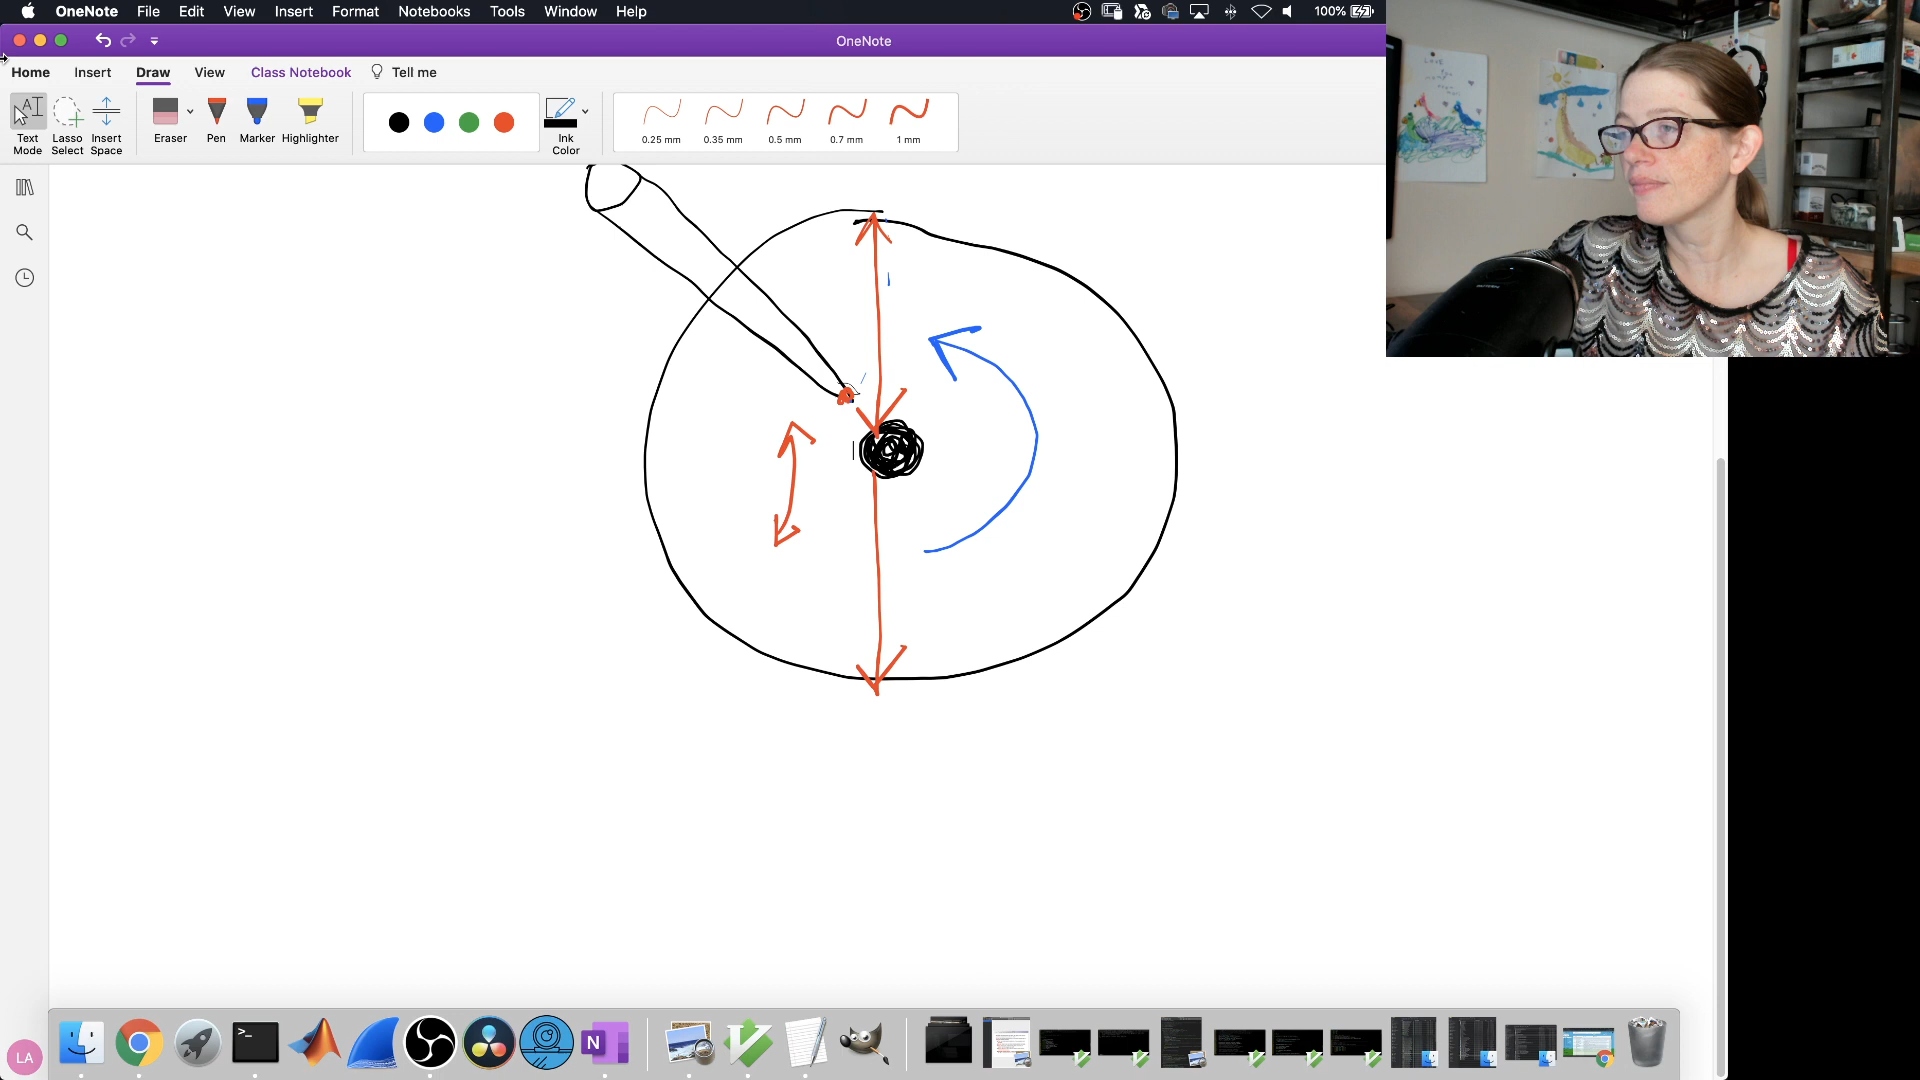 OneNote File Edit View Insert Format Notebooks Tools Window Help 100%
OneNote
Home Insert Draw View Class Notebook Tell me
Text Mode
Lasso Select
Insert Space
Eraser Pen Marker Highlighter
Ink Color
0.25 mm 0.35 mm 0.5 mm 0.7 mm 1 mm
LA
N